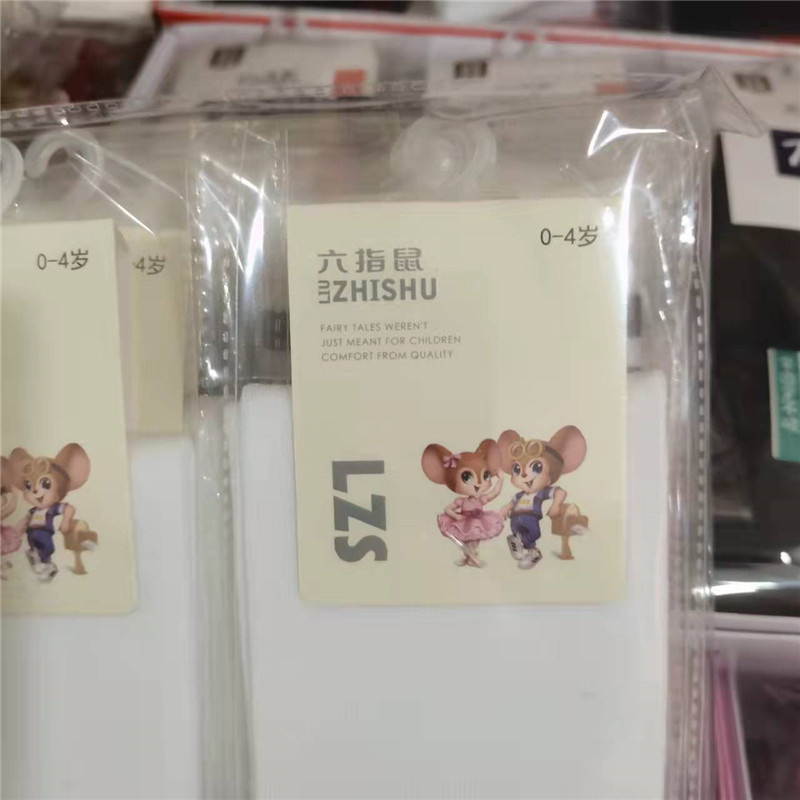 0-4岁
4岁
0-4岁
六指鼠
LIU ZHISHU
FAIRY TALES WEREN'T
JUST MEANT FOR CHILDREN
COMFORT FROM QUALITY
LZS